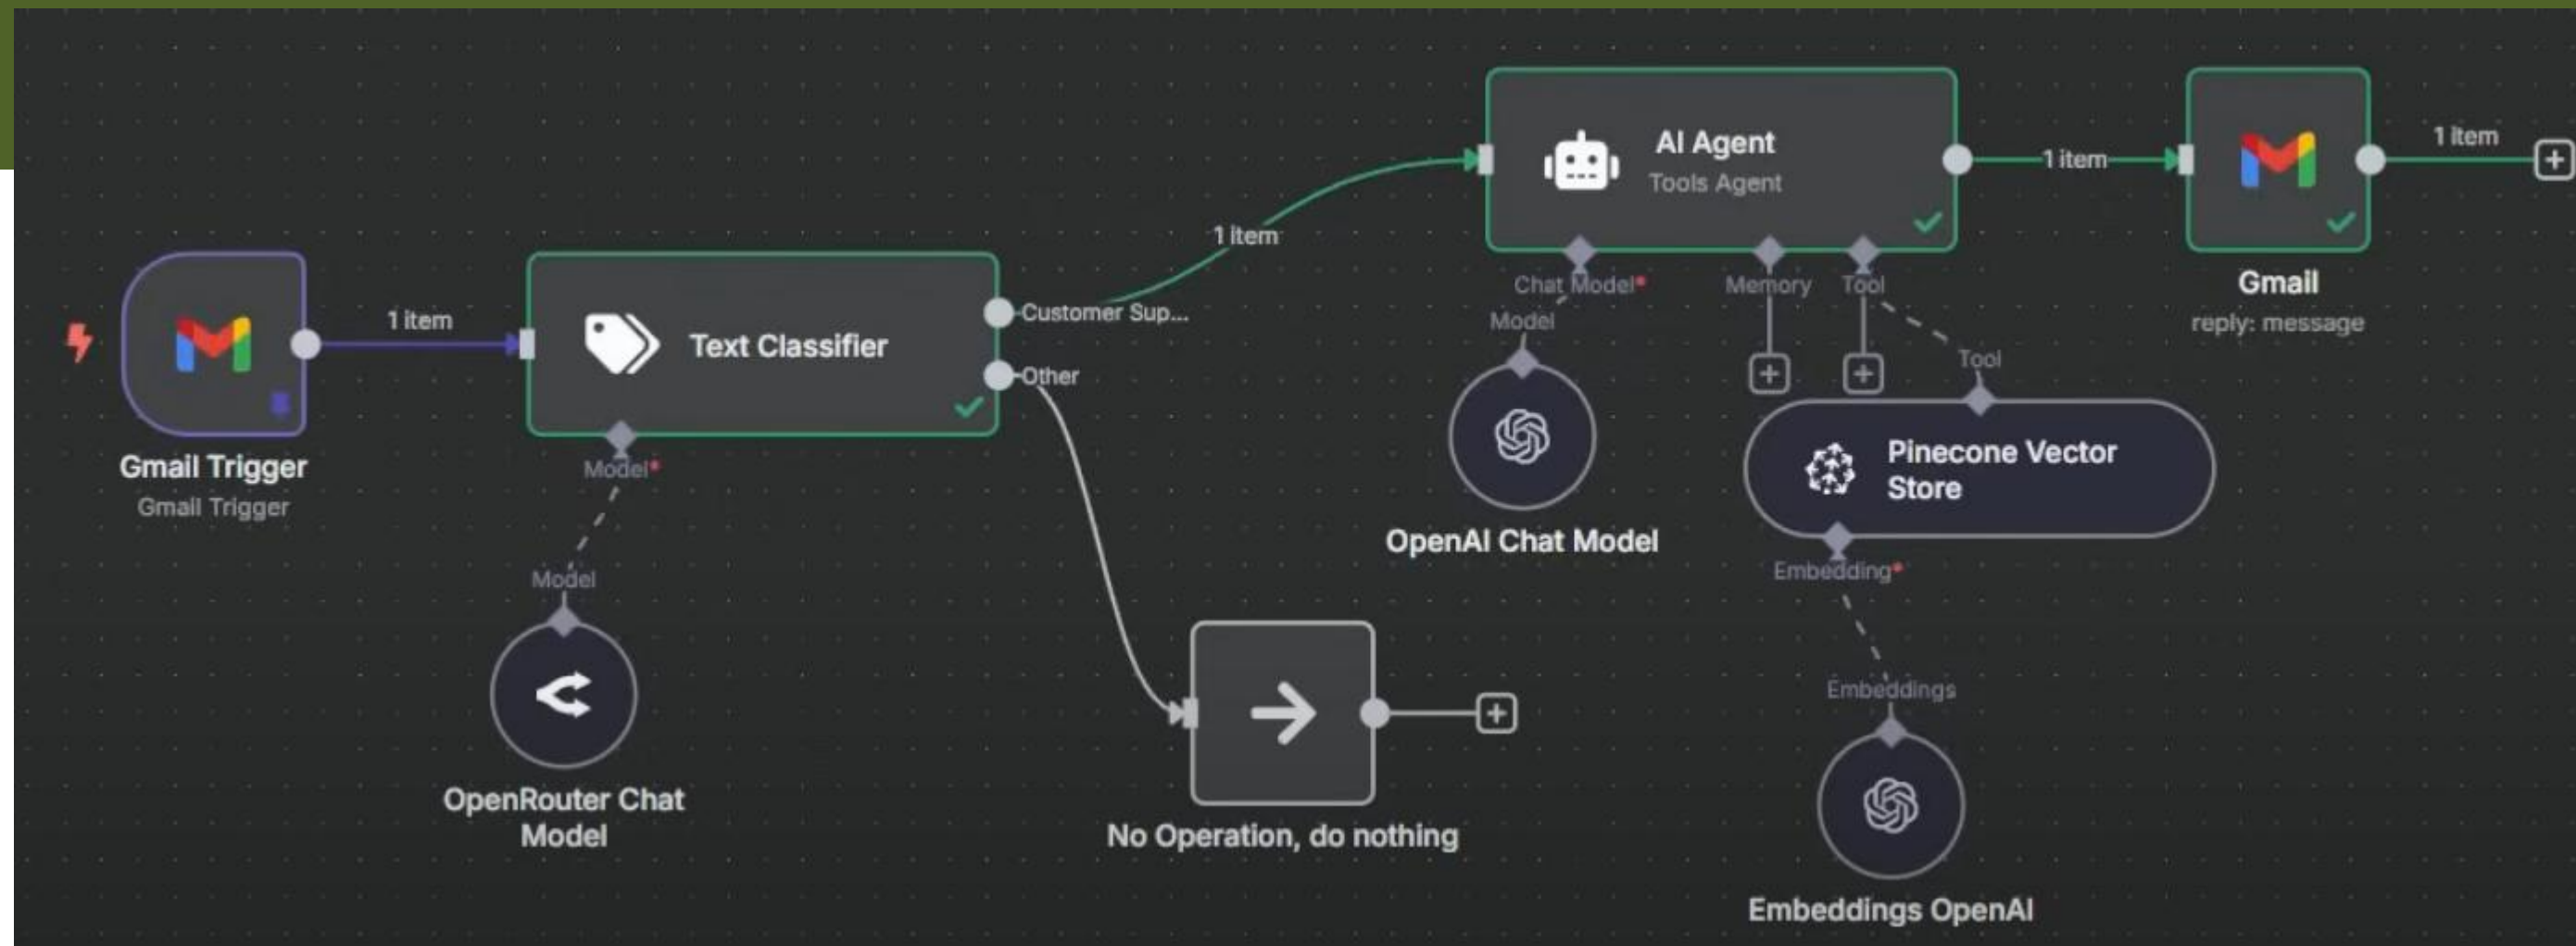 1 item
Gmail Trigger
Gmail Trigger
Text Classifier
Model*
Model
OpenRouter Chat
Model
Customer Sup...
Other
1 item
No Operation, do nothing
AI Agent
Tools Agent
Chat Model*
Memory
Tool
Model
OpenAI Chat Model
Tool
Pinecone Vector
Store
Embedding*
Embeddings
Embeddings OpenAI
1 item
Gmail
reply: message
1 item